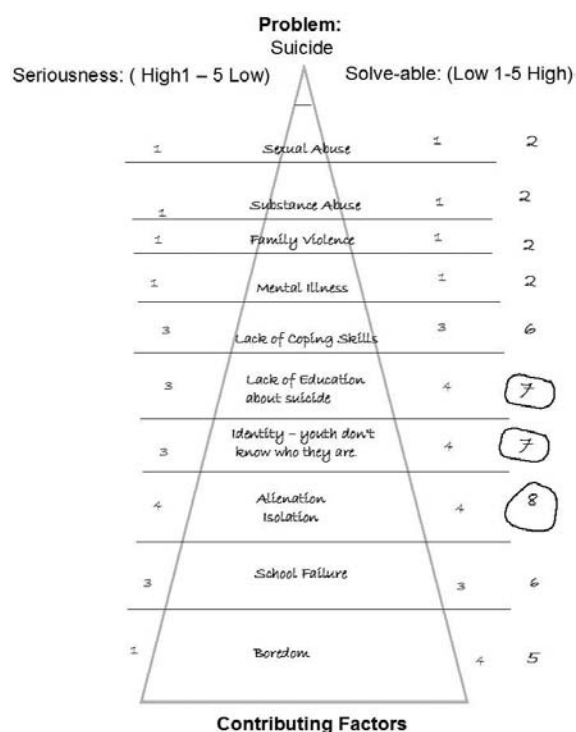 Problem:
Suicide
Seriousness: ( High1 – 5 Low) Solve-able: (Low 1-5 High)
1 Sexual Abuse 1 2
1 Substance Abuse 1 2
1 Family Violence 1 2
1 Mental Illness 1 2
3 Lack of Coping Skills 3 6
3 Lack of Education 4 7
about suicide
3 Identity – youth don't 4 7
know who they are
4 Alienation 4 8
Isolation
3 School Failure 3 6
1 Boredom 4 5
Contributing Factors